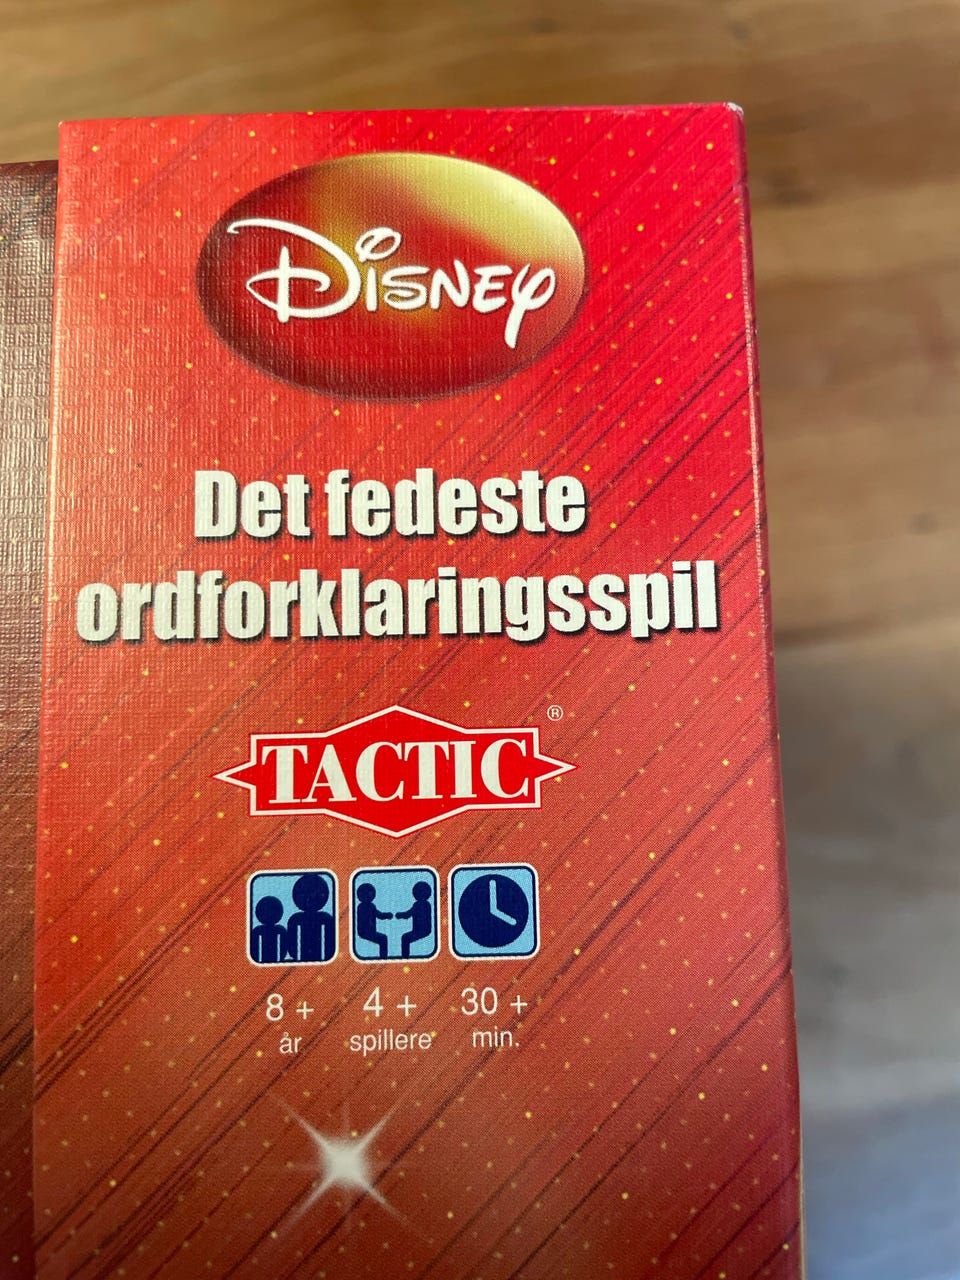 Disney
Det fedeste
ordforklaringsspil
TACTIC®
8 + 4 + 30 +
år spillere min.